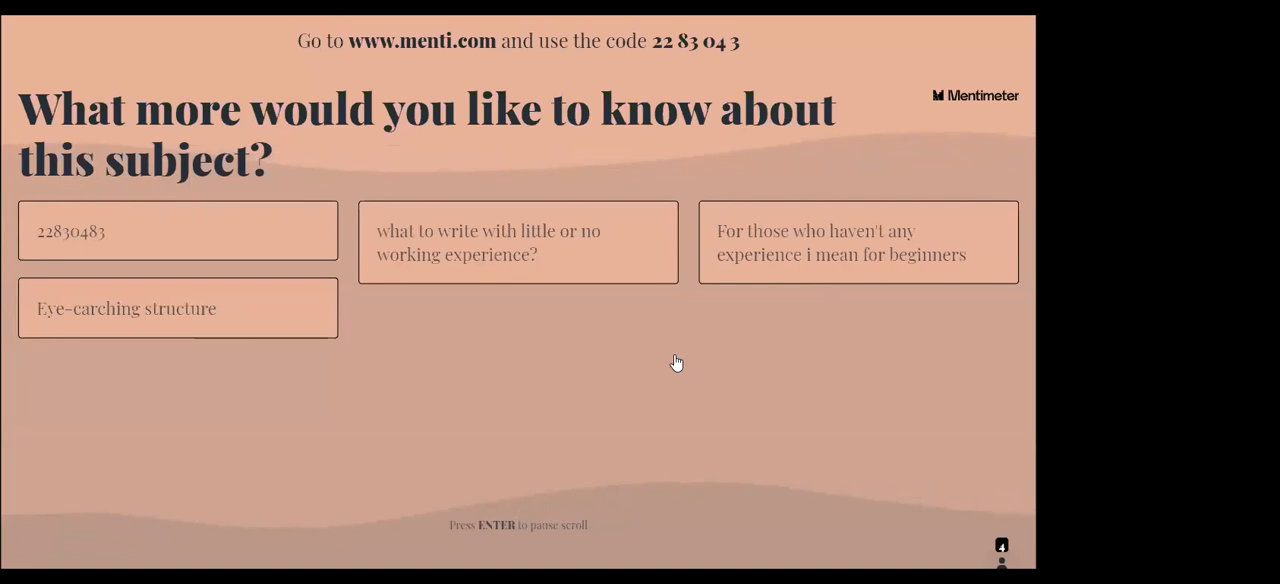 Go to www.menti.com and use the code 22 83 04 3
What more would you like to know about
this subject?
Mentimeter
22830483
what to write with little or no
working experience?
For those who haven't any
experience i mean for beginners
Eye-carching structure
Press ENTER to pause scroll
4